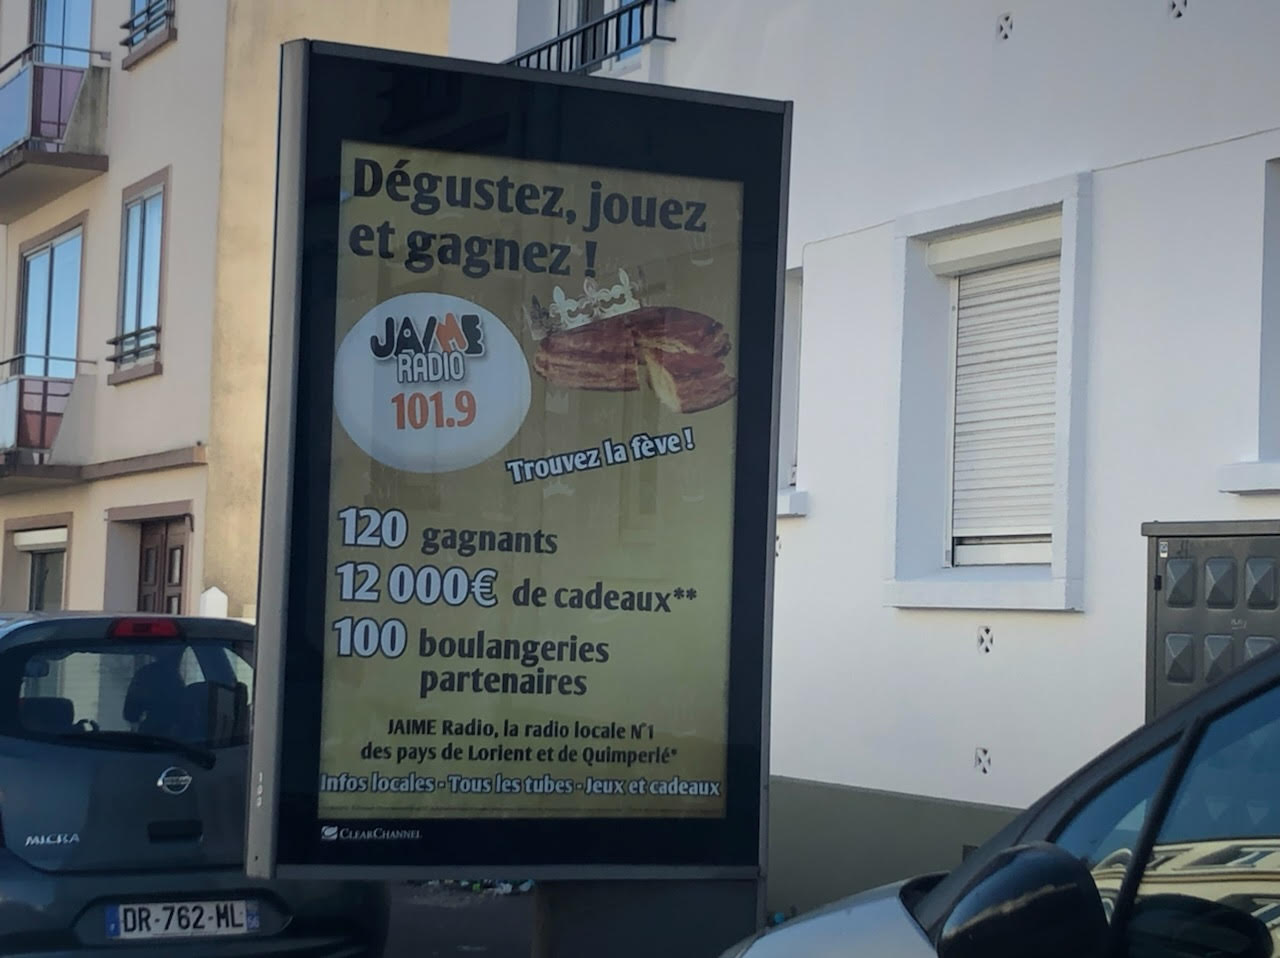 Dégustez, jouez
et gagnez !
JAIME
RADIO
101.9
Trouvez la fève !
120 gagnants
12 000€ de cadeaux**
100 boulangeries
partenaires
JAIME Radio, la radio locale N°1
des pays de Lorient et de Quimperlé*
Infos locales - Tous les tubes - Jeux et cadeaux
CLEARCHANNEL
NISSAN
MICRA
DR-762-ML